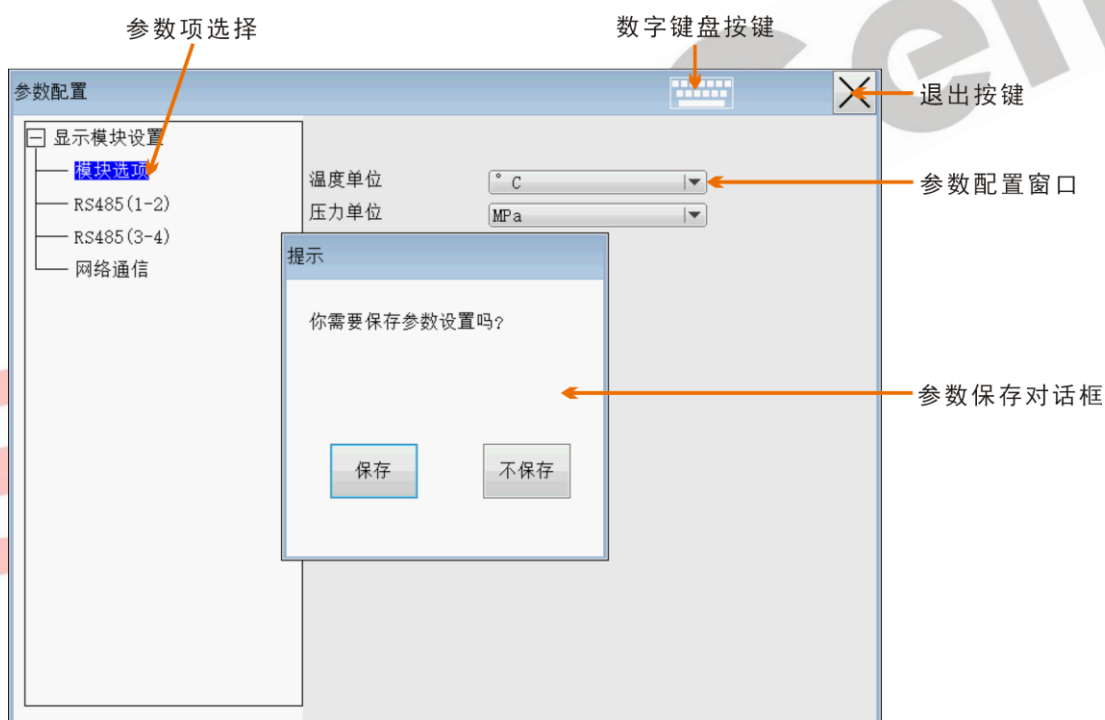 参数项选择
数字键盘按键
参数配置
退出按键
显示模块设置
模块选项
RS485(1-2)
RS485(3-4)
网络通信
温度单位
° C
压力单位
MPa
参数配置窗口
提示
你需要保存参数设置吗?
参数保存对话框
保存
不保存